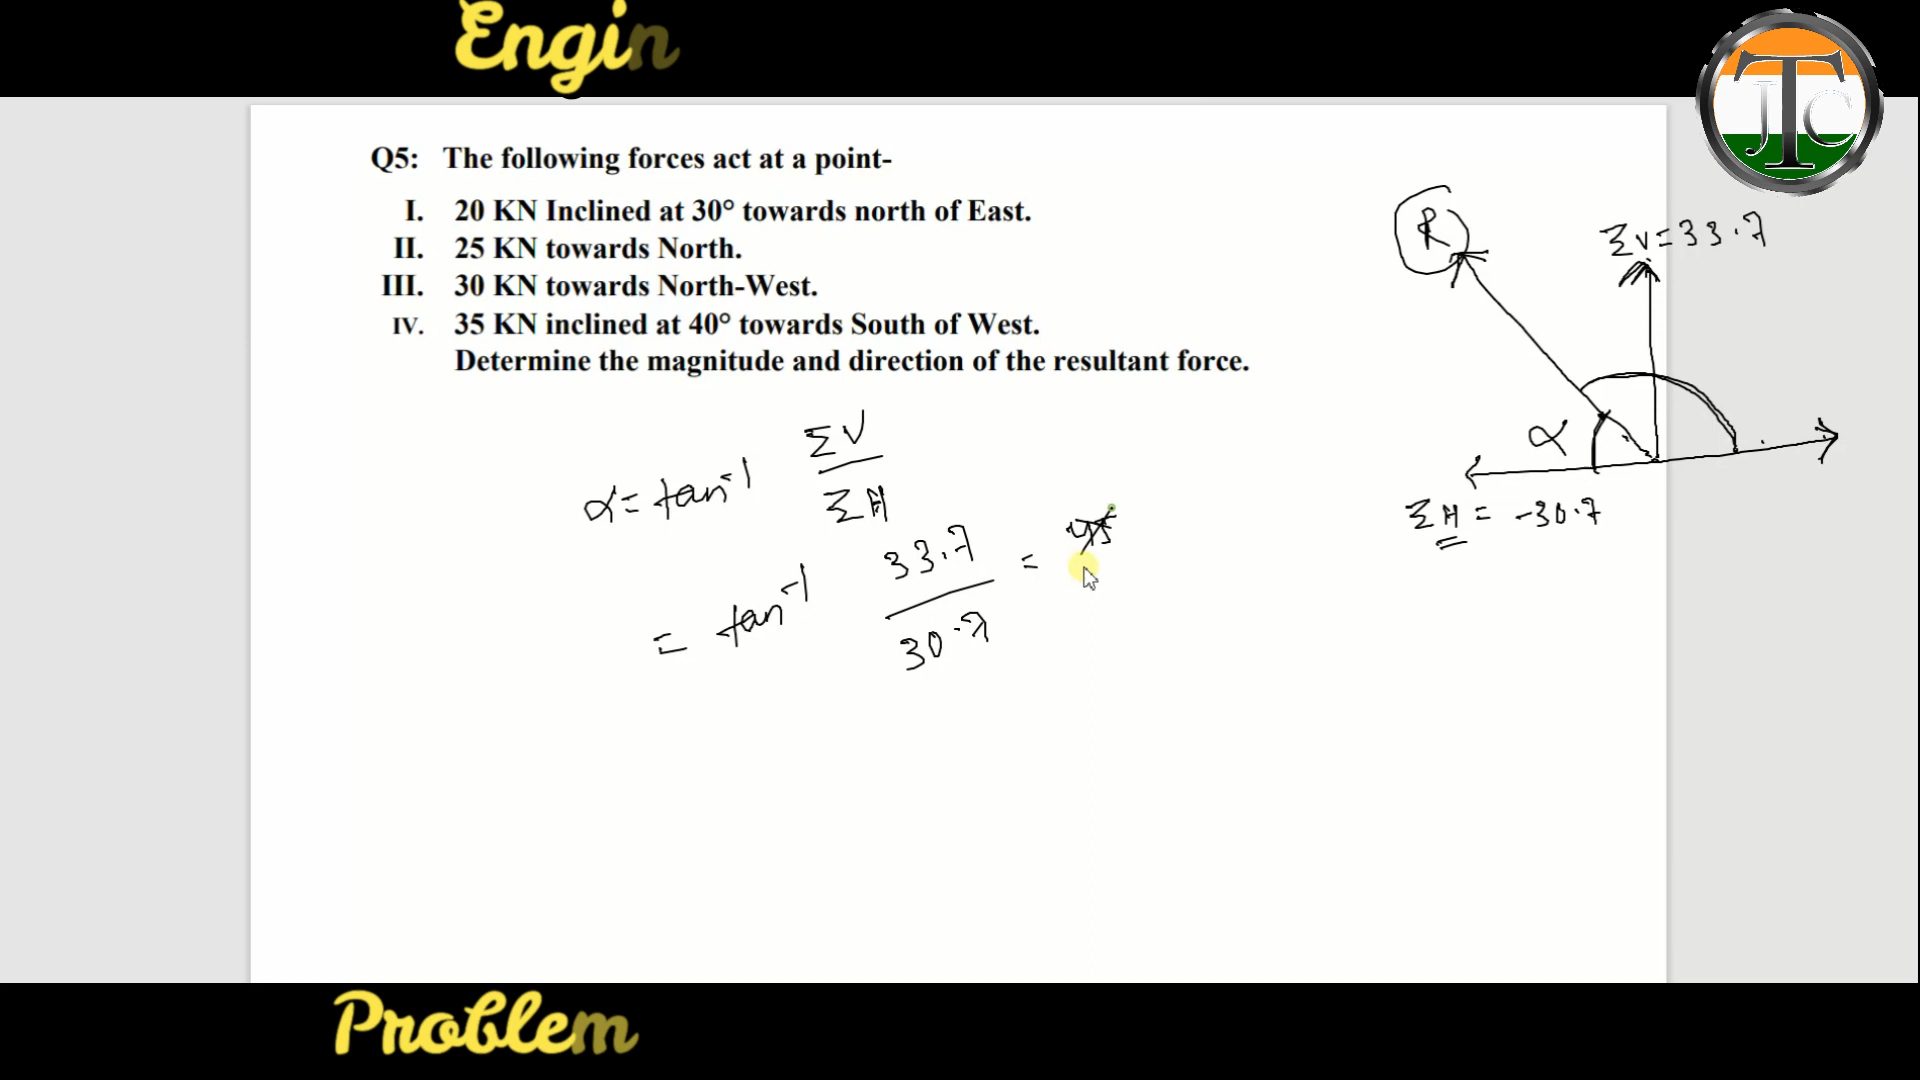 Engin
JTC
Q5: The following forces act at a point-
I. 20 KN Inclined at 30° towards north of East.
II. 25 KN towards North.
III. 30 KN towards North-West.
IV. 35 KN inclined at 40° towards South of West.
Determine the magnitude and direction of the resultant force.
R
ΣV=33.7
α
ΣH = -30.7
α= tan⁻¹ ΣV/ΣH
= tan⁻¹ 33.7/30.7 =
Problem